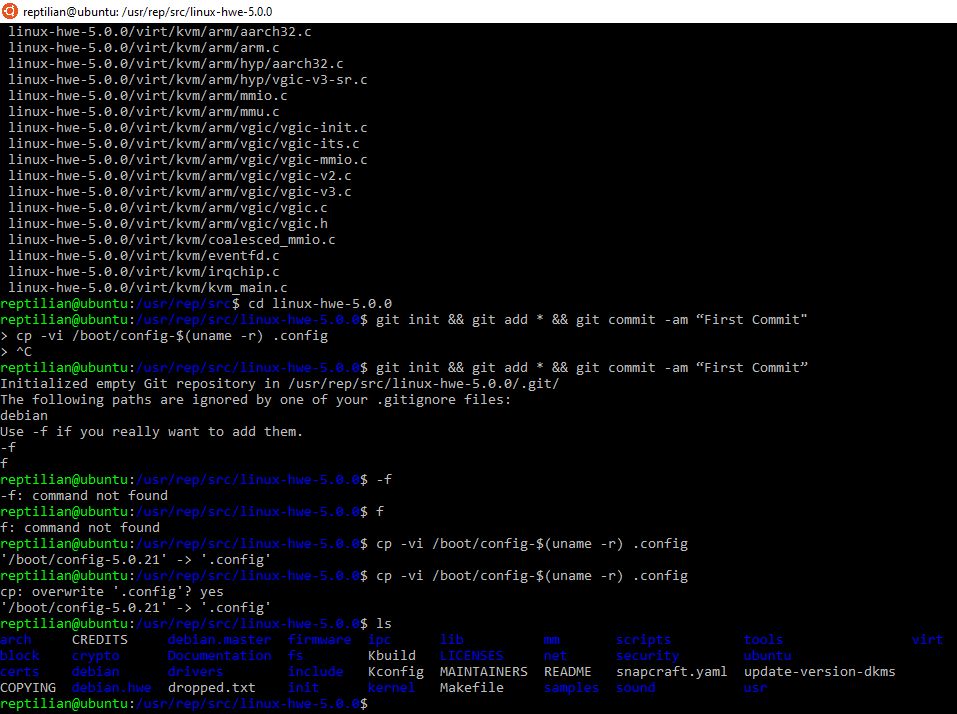 reptilian@ubuntu: /usr/rep/src/linux-hwe-5.0.0
linux-hwe-5.0.0/virt/kvm/arm/aarch32.c
linux-hwe-5.0.0/virt/kvm/arm/arm.c
linux-hwe-5.0.0/virt/kvm/arm/hyp/aarch32.c
linux-hwe-5.0.0/virt/kvm/arm/hyp/vgic-v3-sr.c
linux-hwe-5.0.0/virt/kvm/arm/mmio.c
linux-hwe-5.0.0/virt/kvm/arm/mmu.c
linux-hwe-5.0.0/virt/kvm/arm/vgic/vgic-init.c
linux-hwe-5.0.0/virt/kvm/arm/vgic/vgic-its.c
linux-hwe-5.0.0/virt/kvm/arm/vgic/vgic-mmio.c
linux-hwe-5.0.0/virt/kvm/arm/vgic/vgic-v2.c
linux-hwe-5.0.0/virt/kvm/arm/vgic/vgic-v3.c
linux-hwe-5.0.0/virt/kvm/arm/vgic/vgic.c
linux-hwe-5.0.0/virt/kvm/arm/vgic/vgic.h
linux-hwe-5.0.0/virt/kvm/coalesced_mmio.c
linux-hwe-5.0.0/virt/kvm/eventfd.c
linux-hwe-5.0.0/virt/kvm/irqchip.c
linux-hwe-5.0.0/virt/kvm/kvm_main.c
reptilian@ubuntu:/usr/rep/src$ cd linux-hwe-5.0.0
reptilian@ubuntu:/usr/rep/src/linux-hwe-5.0.0$ git init && git add * && git commit -am “First Commit"
> cp -vi /boot/config-$(uname -r) .config
> ^C
reptilian@ubuntu:/usr/rep/src/linux-hwe-5.0.0$ git init && git add * && git commit -am “First Commit”
Initialized empty Git repository in /usr/rep/src/linux-hwe-5.0.0/.git/
The following paths are ignored by one of your .gitignore files:
debian
Use -f if you really want to add them.
-f
f
reptilian@ubuntu:/usr/rep/src/linux-hwe-5.0.0$ -f
-f: command not found
reptilian@ubuntu:/usr/rep/src/linux-hwe-5.0.0$ f
f: command not found
reptilian@ubuntu:/usr/rep/src/linux-hwe-5.0.0$ cp -vi /boot/config-$(uname -r) .config
'/boot/config-5.0.21' -> '.config'
reptilian@ubuntu:/usr/rep/src/linux-hwe-5.0.0$ cp -vi /boot/config-$(uname -r) .config
cp: overwrite '.config'? yes
'/boot/config-5.0.21' -> '.config'
reptilian@ubuntu:/usr/rep/src/linux-hwe-5.0.0$ ls
arch CREDITS debian.master firmware ipc lib mm scripts tools virt
block crypto Documentation fs Kbuild LICENSES net security ubuntu
certs debian drivers include Kconfig MAINTAINERS README snapcraft.yaml update-version-dkms
COPYING debian.hwe dropped.txt init kernel Makefile samples sound usr
reptilian@ubuntu:/usr/rep/src/linux-hwe-5.0.0$